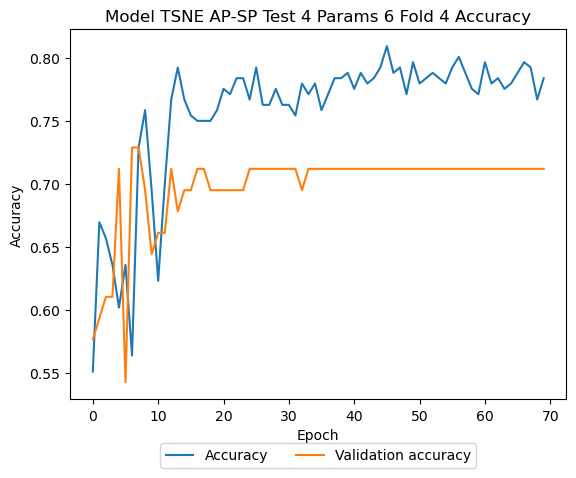 Model TSNE AP-SP Test 4 Params 6 Fold 4 Accuracy
Accuracy
0.80
0.75
0.70
0.65
0.60
0.55
0 10 20 30 40 50 60 70
Epoch
Accuracy Validation accuracy